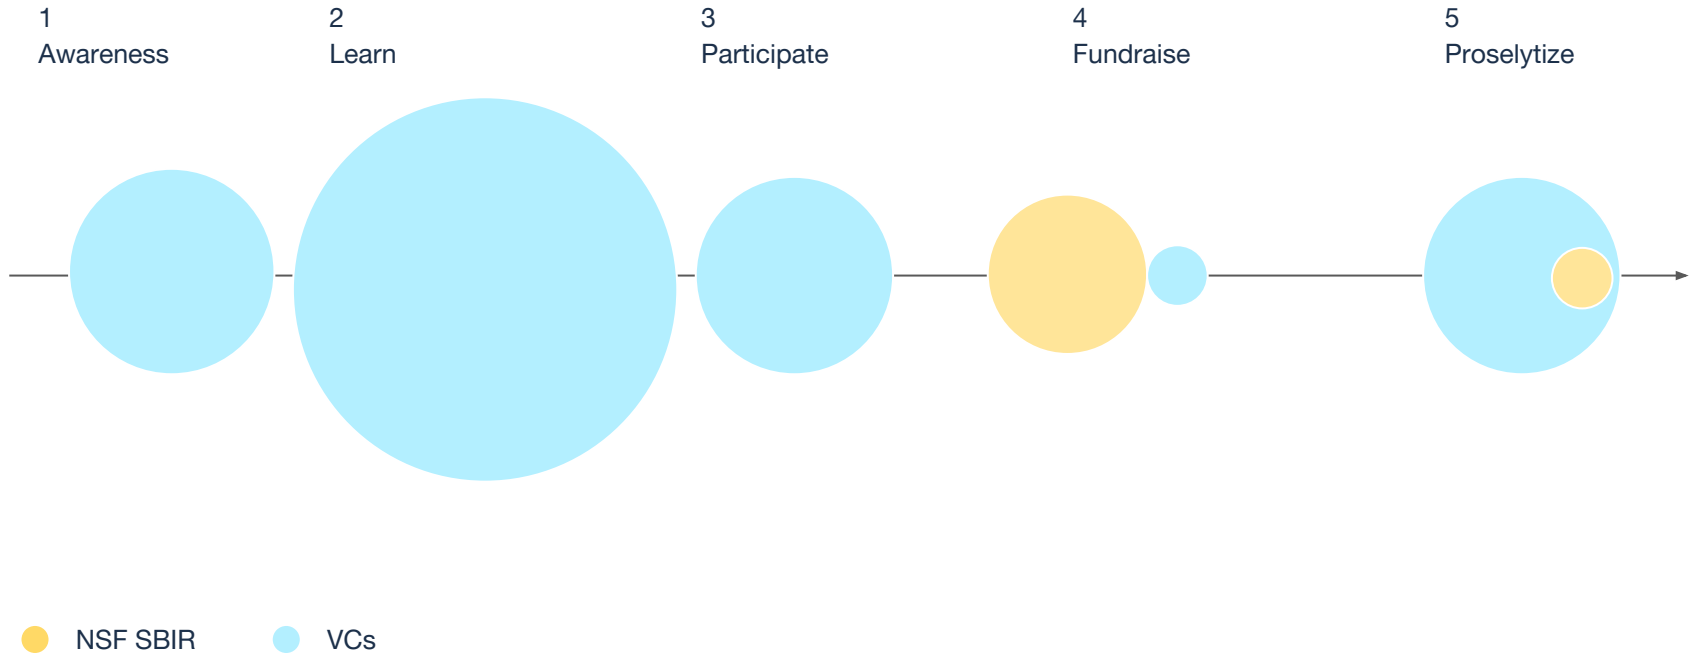 1
Awareness
2
Learn
3
Participate
4
Fundraise
5
Proselytize
NSF SBIR
VCs